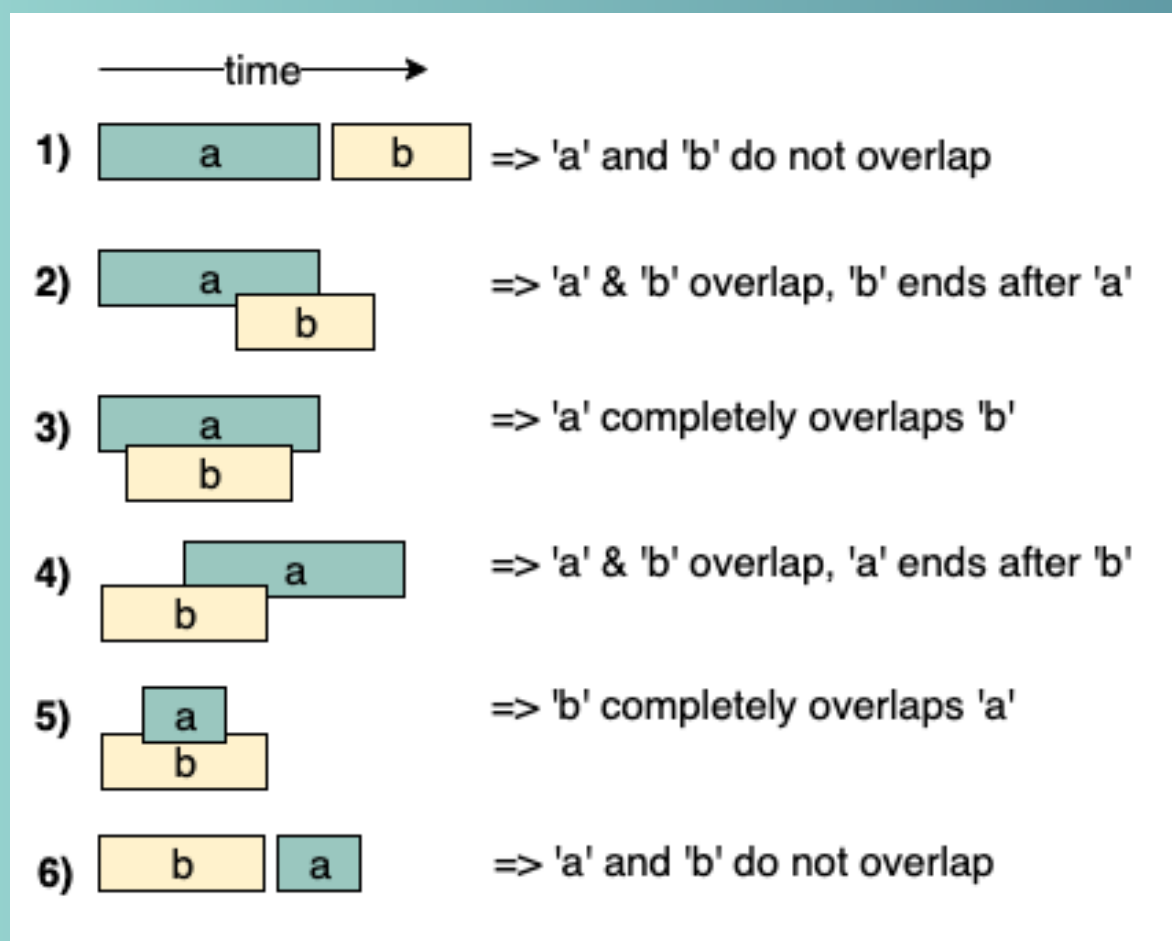 time
1) a b => 'a' and 'b' do not overlap
2) a => 'a' & 'b' overlap, 'b' ends after 'a'
b
3) a => 'a' completely overlaps 'b'
b
4) a => 'a' & 'b' overlap, 'a' ends after 'b'
b
5) a => 'b' completely overlaps 'a'
b
6) b a => 'a' and 'b' do not overlap